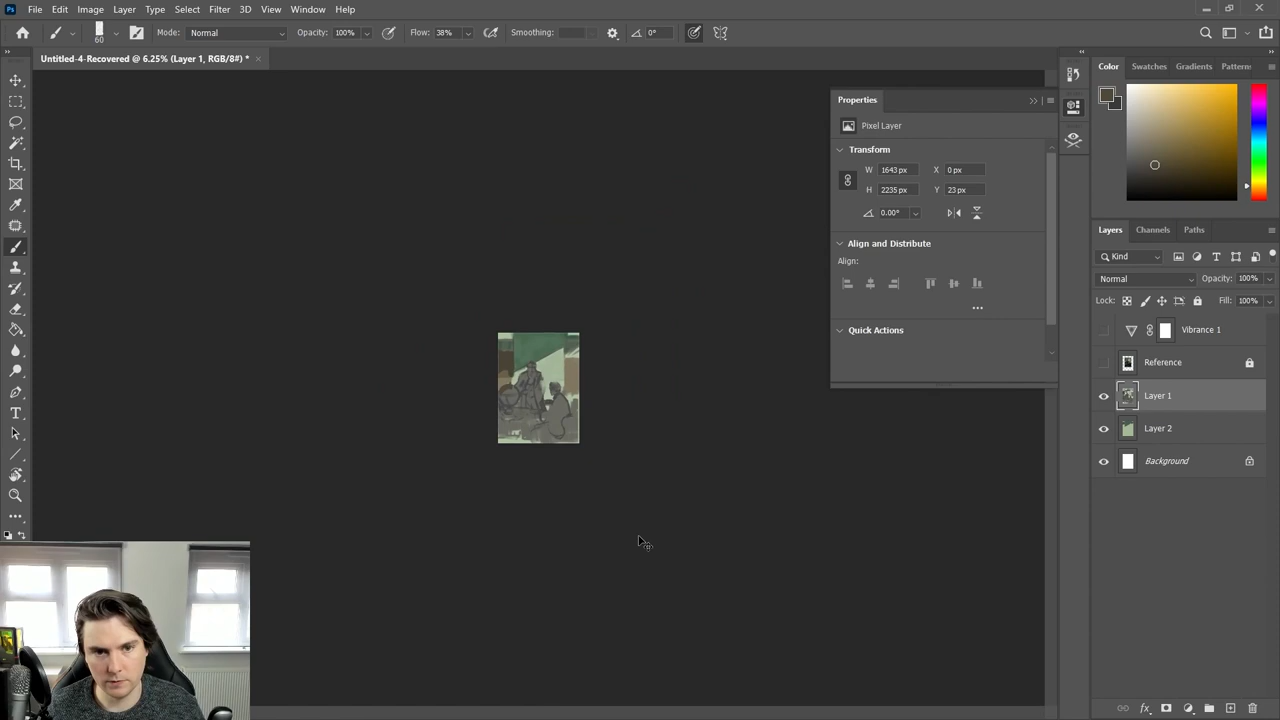 Ps File Edit Image Layer Type Select Filter 3D View Window Help
60 Mode: Normal Opacity: 100% Flow: 38% Smoothing: 0°
Untitled-4-Recovered @ 6.25% (Layer 1, RGB/8#) *
Color Swatches Gradients Patterns
Properties
Pixel Layer
Transform
W 1643 px X 0 px
H 2235 px Y 23 px
0.00°
Align and Distribute
Align:
Quick Actions
Layers Channels Paths
Kind
Normal Opacity: 100%
Lock: Fill: 100%
Vibrance 1
Reference
Layer 1
Layer 2
Background